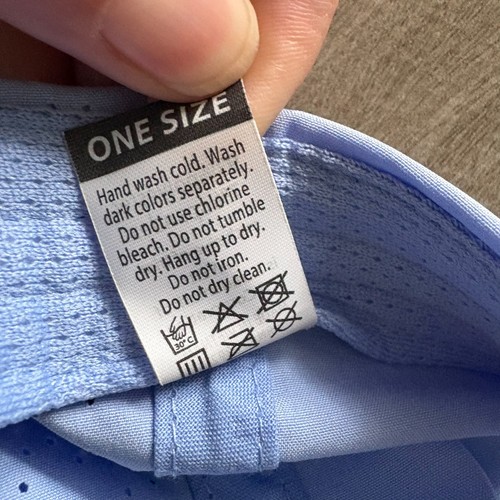 ONE SIZE
Hand wash cold. Wash
dark colors separately.
Do not use chlorine
bleach. Do not tumble
dry. Hang up to dry.
Do not iron.
Do not dry clean.
30°C